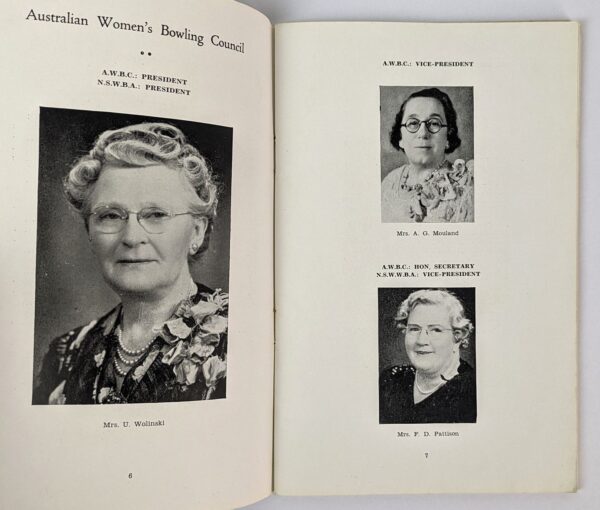 Australian Women's Bowling Council
A.W.B.C.: PRESIDENT
N.S.W.B.A.: PRESIDENT
Mrs. U. Wolinski
6
A.W.B.C.: VICE-PRESIDENT
Mrs. A. G. Mouland
A.W.B.C.: HON. SECRETARY
N.S.W.W.B.A.: VICE-PRESIDENT
Mrs. F. D. Pattison
7